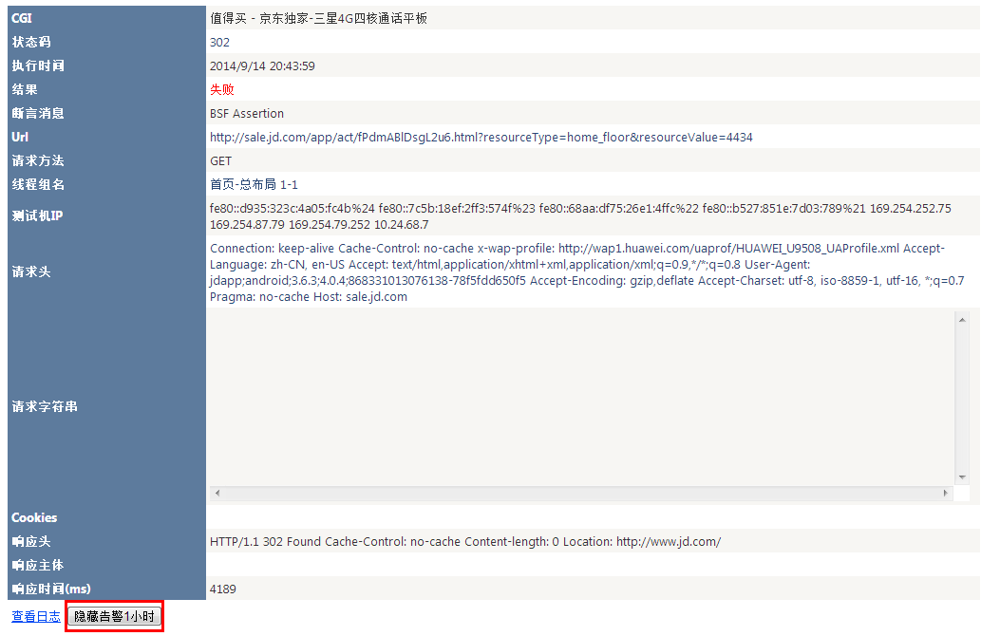 CGI 值得买 - 京东独家-三星4G四核通话平板
状态码 302
执行时间 2014/9/14 20:43:59
结果 失败
断言消息 BSF Assertion
Url http://sale.jd.com/app/act/fPdmABlDsgL2u6.html?resourceType=home_floor&resourceValue=4434
请求方法 GET
线程组名 首页-总布局 1-1
测试机IP fe80::d935:323c:4a05:fc4b%24 fe80::7c5b:18ef:2ff3:574f%23 fe80::68aa:df75:26e1:4ffc%22 fe80::b527:851e:7d03:789%21 169.254.252.75
169.254.87.79 169.254.79.252 10.24.68.7
请求头 Connection: keep-alive Cache-Control: no-cache x-wap-profile: http://wap1.huawei.com/uaprof/HUAWEI_U9508_UAProfile.xml Accept-
Language: zh-CN, en-US Accept: text/html,application/xhtml+xml,application/xml;q=0.9,*/*;q=0.8 User-Agent:
jdapp;android;3.6.3;4.0.4;868331013076138-78f5fdd650f5 Accept-Encoding: gzip,deflate Accept-Charset: utf-8, iso-8859-1, utf-16, *;q=0.7
Pragma: no-cache Host: sale.jd.com
请求字符串
Cookies
响应头 HTTP/1.1 302 Found Cache-Control: no-cache Content-length: 0 Location: http://www.jd.com/
响应主体
响应时间(ms) 4189
查看日志 隐藏告警1小时